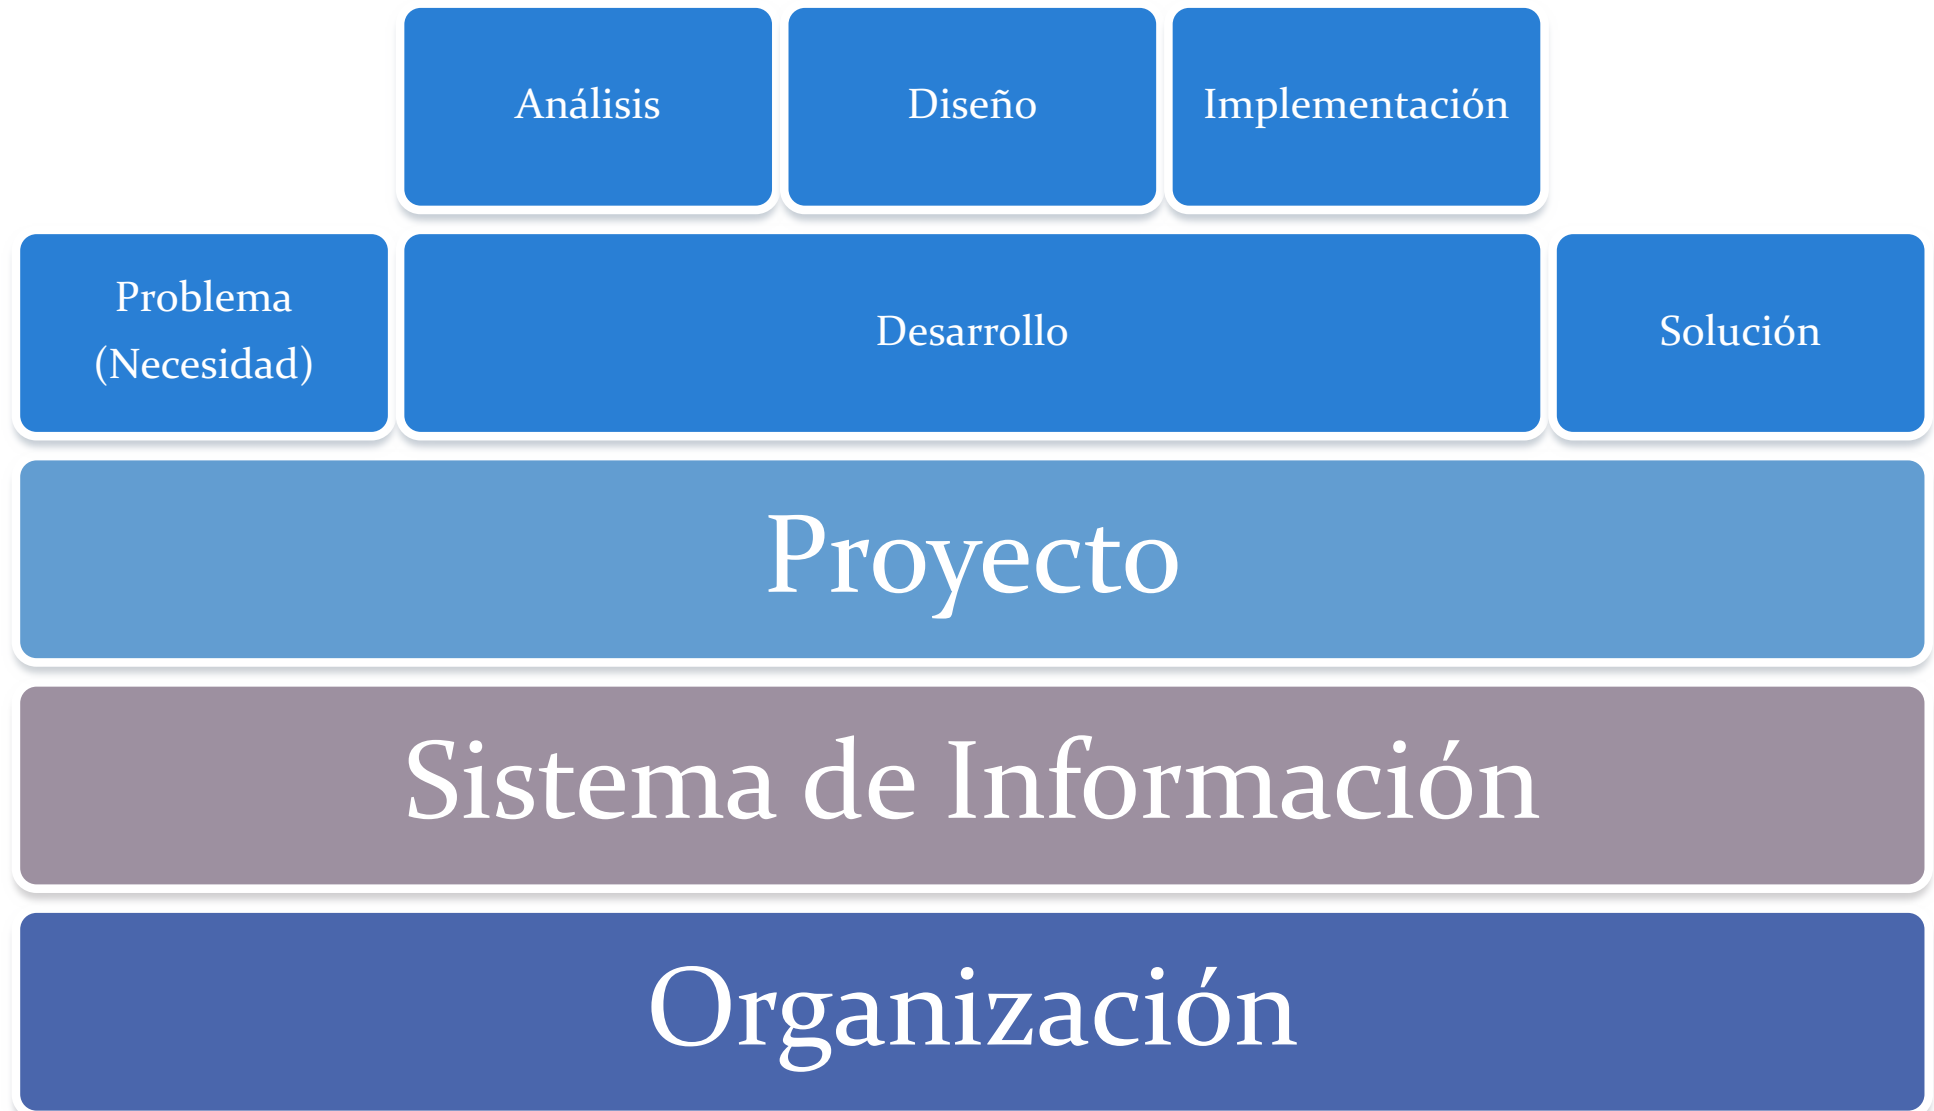 Análisis
Diseño
Implementación
Problema
(Necesidad)
Desarrollo
Solución
Proyecto
Sistema de Información
Organización